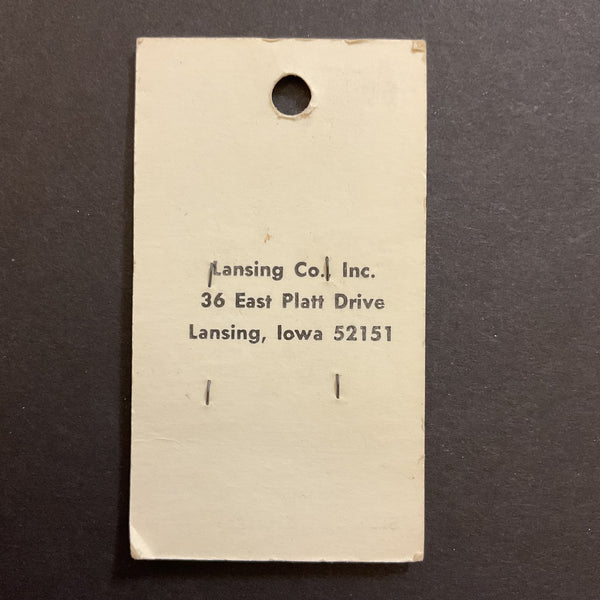 Lansing Co., Inc.
36 East Platt Drive
Lansing, Iowa 52151